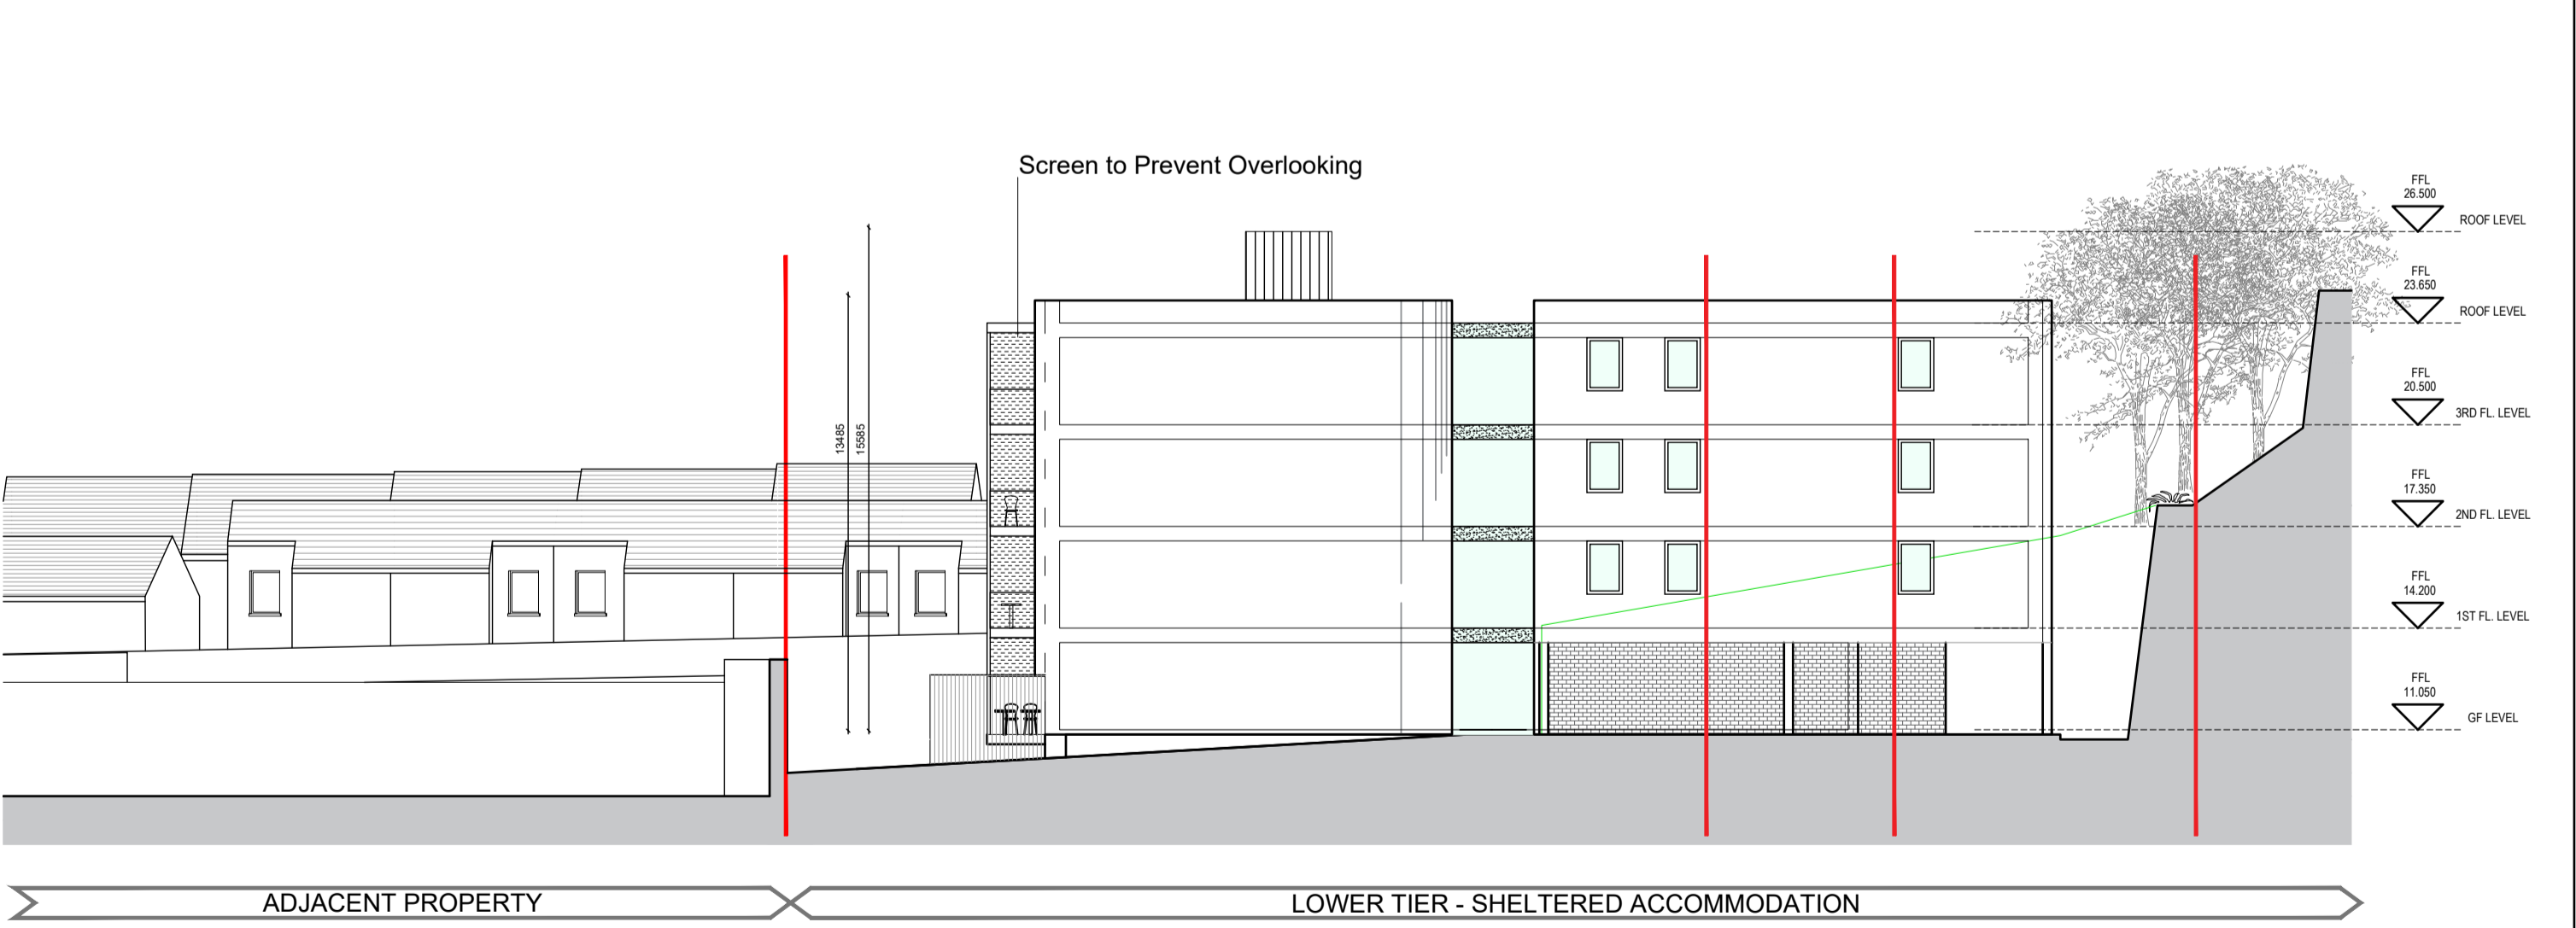 Screen to Prevent Overlooking
13485
15585
FFL
26.500
ROOF LEVEL
FFL
23.650
ROOF LEVEL
FFL
20.500
3RD FL. LEVEL
FFL
17.350
2ND FL. LEVEL
FFL
14.200
1ST FL. LEVEL
FFL
11.050
GF LEVEL
ADJACENT PROPERTY
LOWER TIER - SHELTERED ACCOMMODATION